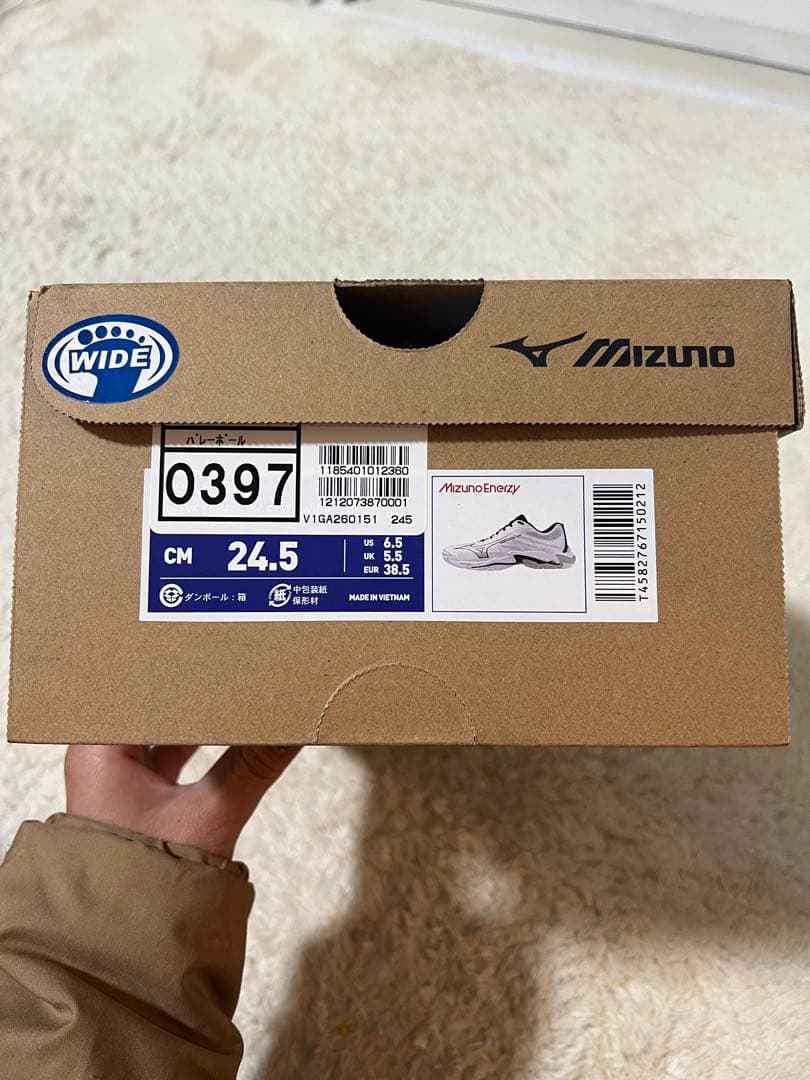 WIDE
MIZUNO
バレーボール
0397
1185401012360
1212073870001
V1GA260151 245
CM 24.5
US 6.5
UK 5.5
EUR 38.5
ダンボール：箱
紙 中包装紙
保形材
MADE IN VIETNAM
MIZUNO ENERZY
T4582767150212